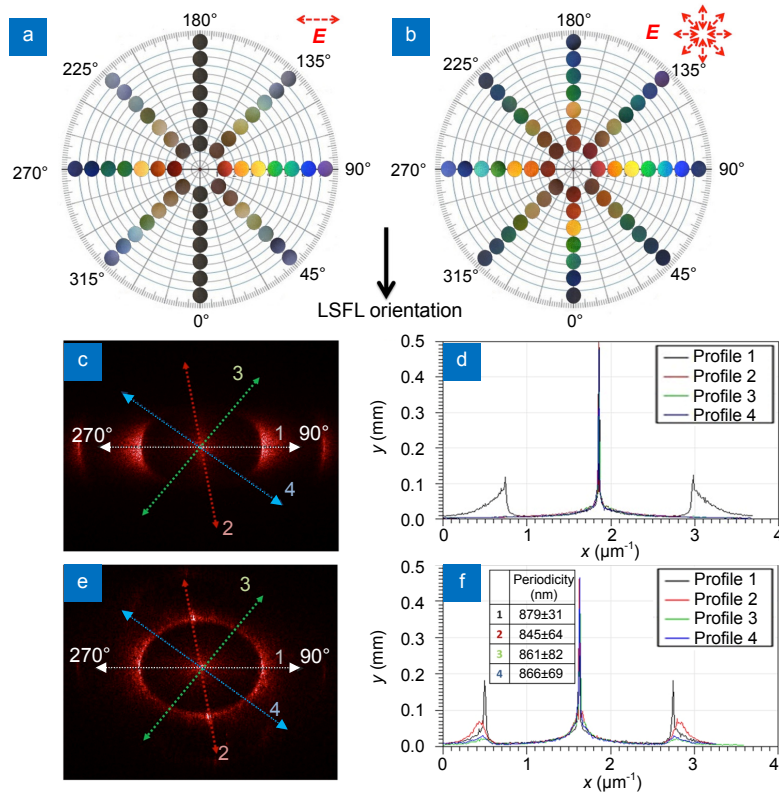 a
E
180°
135°
90°
45°
0°
315°
270°
225°
b
E
180°
135°
90°
45°
0°
315°
270°
225°
LSFL orientation
c
3
270°
1 90°
4
2
d
0.5
0.4
0.3
0.2
0.1
0.0
y (mm)
0 1 2 3 4
x (µm⁻¹)
Profile 1
Profile 2
Profile 3
Profile 4
e
3
270°
1 90°
4
2
f
0.5
0.4
0.3
0.2
0.1
0.0
y (mm)
0 1 2 3 4
x (µm⁻¹)
Periodicity
(nm)
1 879±31
2 845±64
3 861±82
4 866±69
Profile 1
Profile 2
Profile 3
Profile 4